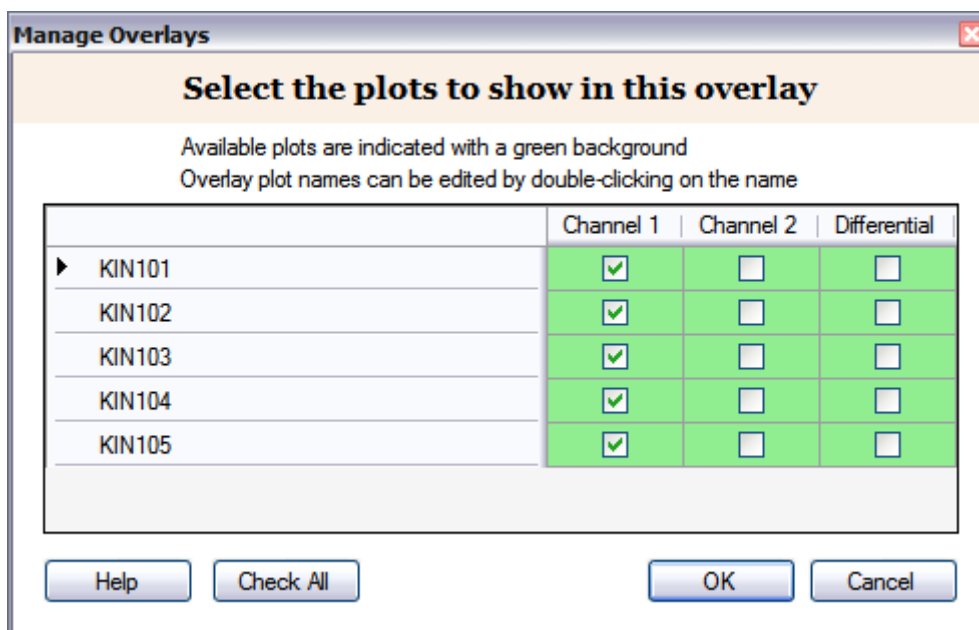 Manage Overlays
Select the plots to show in this overlay
Available plots are indicated with a green background
Overlay plot names can be edited by double-clicking on the name
Channel 1 Channel 2 Differential
KIN101
KIN102
KIN103
KIN104
KIN105
Help Check All OK Cancel